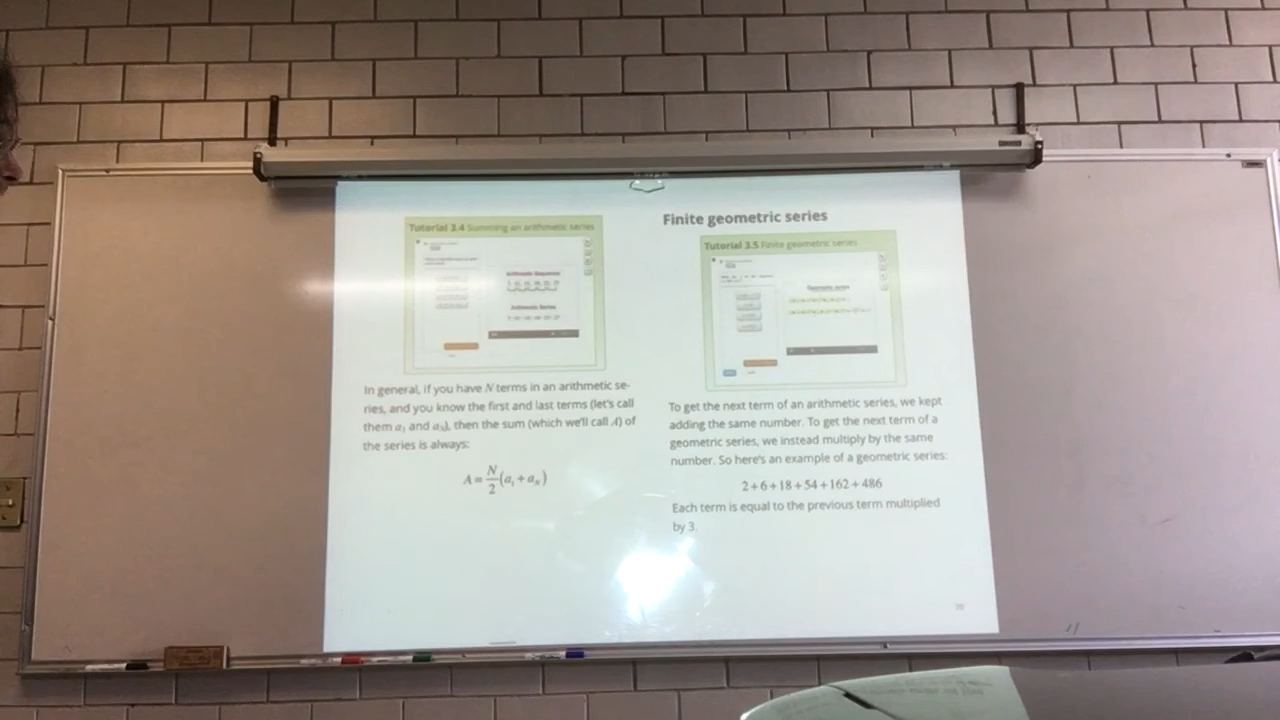 Tutorial 3.4 Summing an arithmetic series
Arithmetic Sequence
Arithmetic Series
In general, if you have N terms in an arithmetic se-
ries, and you know the first and last terms (let's call
them a₁ and aₙ), then the sum (which we'll call A) of
the series is always:
A = N/2 (a₁ + aₙ)
Finite geometric series
Tutorial 3.5 Finite geometric series
Geometric series
To get the next term of an arithmetic series, we kept
adding the same number. To get the next term of a
geometric series, we instead multiply by the same
number. So here's an example of a geometric series:
2+6+18+54+162+486
Each term is equal to the previous term multiplied
by 3.